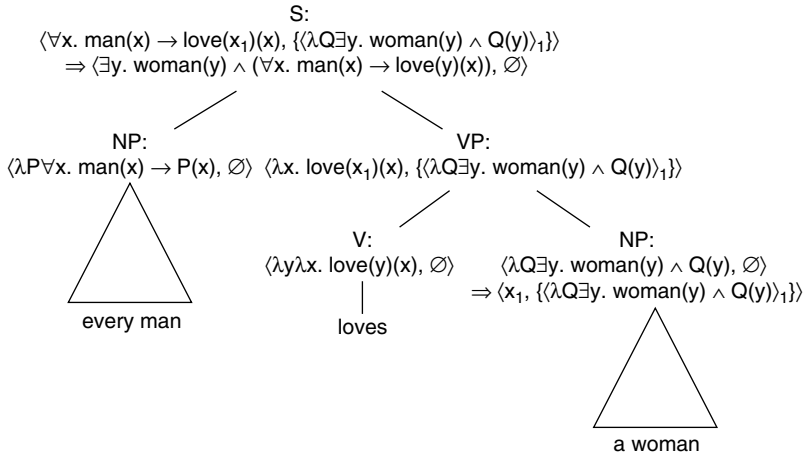 S:
⟨∀x. man(x) → love(x₁)(x), {⟨λQ∃y. woman(y) ∧ Q(y)⟩₁}⟩
⇒ ⟨∃y. woman(y) ∧ (∀x. man(x) → love(y)(x)), ∅⟩
NP:
⟨λP∀x. man(x) → P(x), ∅⟩
VP:
⟨λx. love(x₁)(x), {⟨λQ∃y. woman(y) ∧ Q(y)⟩₁}⟩
V:
⟨λyλx. love(y)(x), ∅⟩
NP:
⟨λQ∃y. woman(y) ∧ Q(y), ∅⟩
⇒ ⟨x₁, {⟨λQ∃y. woman(y) ∧ Q(y)⟩₁}⟩
every man
loves
a woman